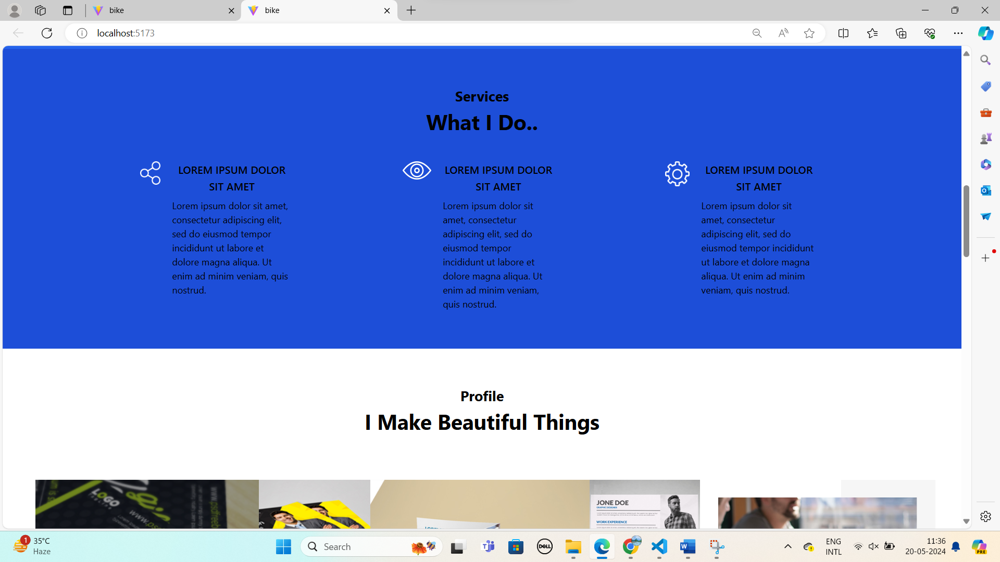 bike
bike
localhost:5173
Services
What I Do..
LOREM IPSUM DOLOR
SIT AMET
Lorem ipsum dolor sit amet,
consectetur adipiscing elit,
sed do eiusmod tempor
incididunt ut labore et
dolore magna aliqua. Ut
enim ad minim veniam, quis
nostrud.
LOREM IPSUM DOLOR
SIT AMET
Lorem ipsum dolor sit
amet, consectetur
adipiscing elit, sed do
eiusmod tempor
incididunt ut labore et
dolore magna aliqua. Ut
enim ad minim veniam,
quis nostrud.
LOREM IPSUM DOLOR
SIT AMET
Lorem ipsum dolor sit
amet, consectetur
adipiscing elit, sed do
eiusmod tempor incididunt
ut labore et dolore magna
aliqua. Ut enim ad minim
veniam, quis nostrud.
Profile
I Make Beautiful Things
LOGO
JONE DOE
GRAPHIC DESIGNER
WORK EXPERIENCE
1
35°C
Haze
Search
DELL
ENG
INTL
11:36
20-05-2024
PRE